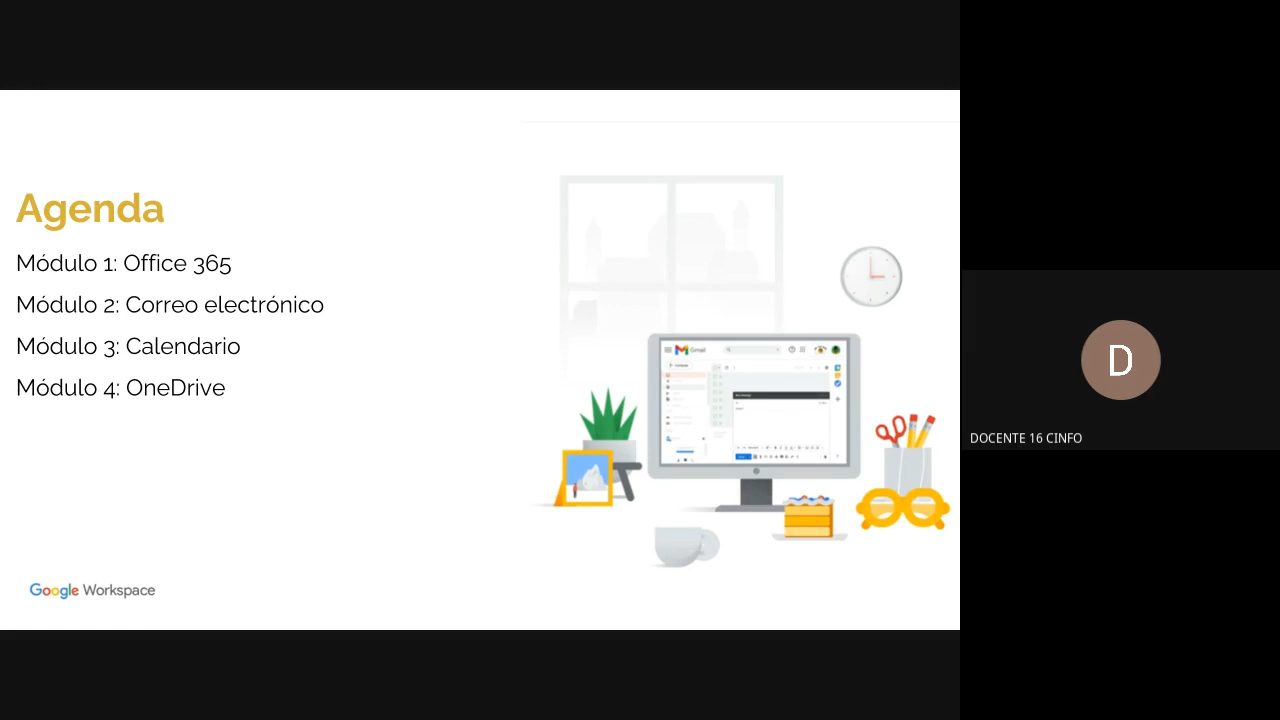 Agenda
Módulo 1: Office 365
Módulo 2: Correo electrónico
Módulo 3: Calendario
Módulo 4: OneDrive
Gmail
Google Workspace
D
DOCENTE 16 CINFO